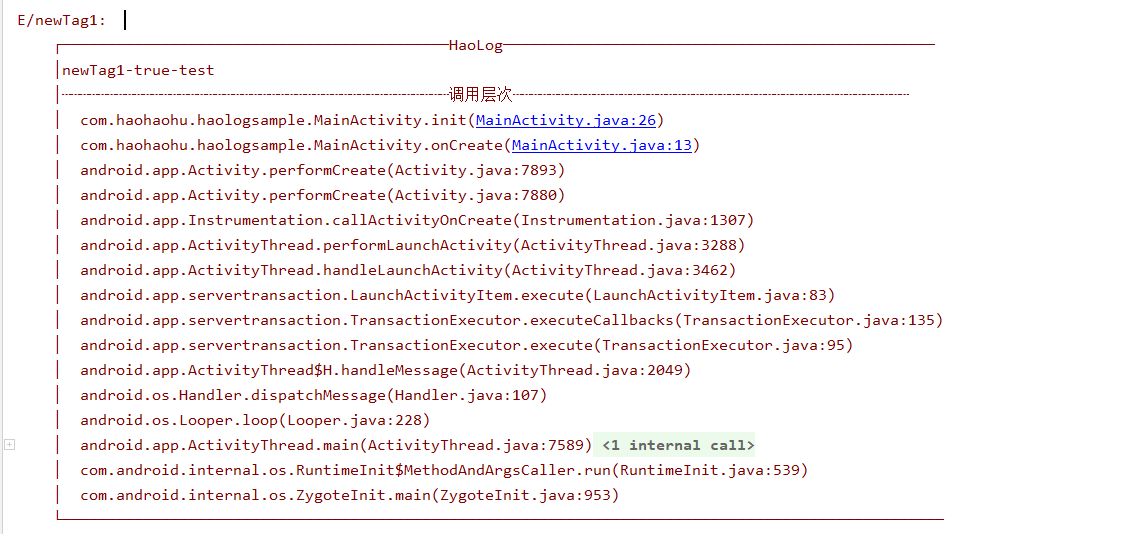 E/newTag1:
HaoLog
newTag1-true-test
调用层次
com.haohaohu.haologsample.MainActivity.init(MainActivity.java:26)
com.haohaohu.haologsample.MainActivity.onCreate(MainActivity.java:13)
android.app.Activity.performCreate(Activity.java:7893)
android.app.Activity.performCreate(Activity.java:7880)
android.app.Instrumentation.callActivityOnCreate(Instrumentation.java:1307)
android.app.ActivityThread.performLaunchActivity(ActivityThread.java:3288)
android.app.ActivityThread.handleLaunchActivity(ActivityThread.java:3462)
android.app.servertransaction.LaunchActivityItem.execute(LaunchActivityItem.java:83)
android.app.servertransaction.TransactionExecutor.executeCallbacks(TransactionExecutor.java:135)
android.app.servertransaction.TransactionExecutor.execute(TransactionExecutor.java:95)
android.app.ActivityThread$H.handleMessage(ActivityThread.java:2049)
android.os.Handler.dispatchMessage(Handler.java:107)
android.os.Looper.loop(Looper.java:228)
android.app.ActivityThread.main(ActivityThread.java:7589) <1 internal call>
com.android.internal.os.RuntimeInit$MethodAndArgsCaller.run(RuntimeInit.java:539)
com.android.internal.os.ZygoteInit.main(ZygoteInit.java:953)